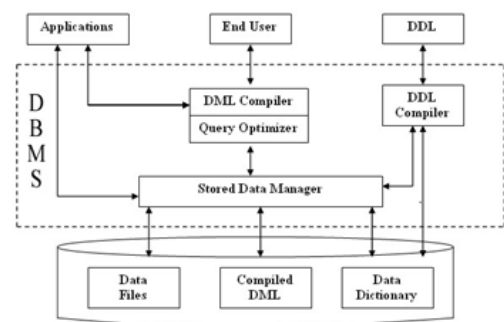 Applications
End User
DDL
D
B
M
S
DML Compiler
Query Optimizer
DDL
Compiler
Stored Data Manager
Data
Files
Compiled
DML
Data
Dictionary